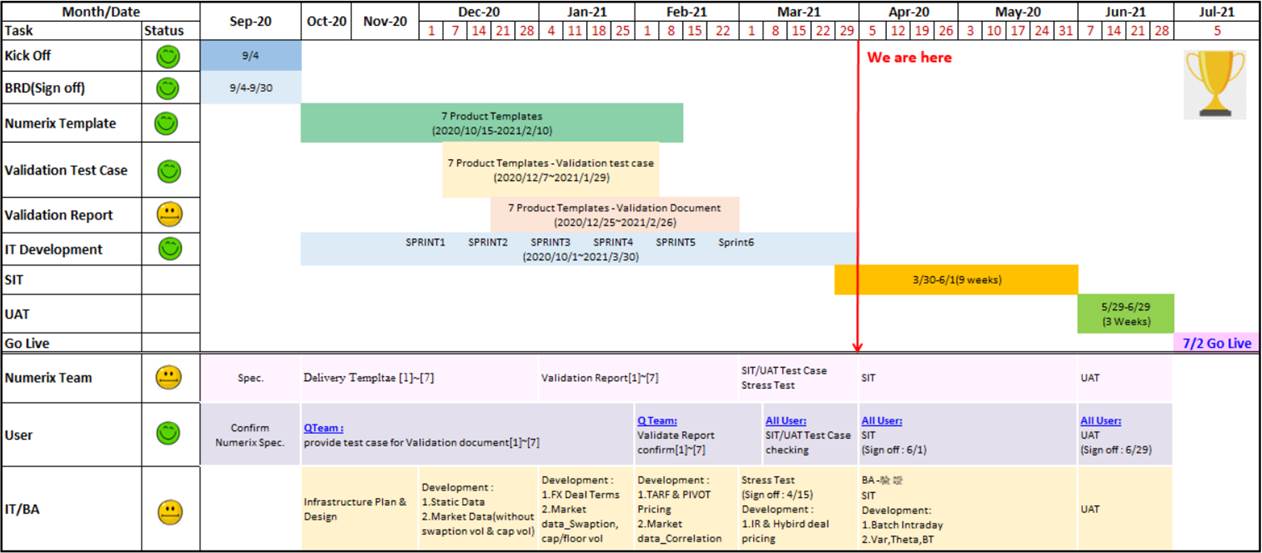 Month/Date Sep-20 Oct-20 Nov-20 Dec-20 Jan-21 Feb-21 Mar-21 Apr-20 May-20 Jun-21 Jul-21
Task Status 1 7 14 21 28 4 11 18 25 1 8 15 22 1 8 15 22 29 5 12 19 26 3 10 17 24 31 7 14 21 28 5
Kick Off 9/4 We are here
BRD(Sign off) 9/4-9/30
Numerix Template 7 Product Templates
(2020/10/15-2021/2/10)
Validation Test Case 7 Product Templates - Validation test case
(2020/12/7~2021/1/29)
Validation Report 7 Product Templates - Validation Document
(2020/12/25~2021/2/26)
IT Development SPRINT1 SPRINT2 SPRINT3 SPRINT4 SPRINT5 Sprint6
(2020/10/1~2021/3/30)
SIT 3/30-6/1(9 weeks)
UAT 5/29-6/29
(3 Weeks)
Go Live 7/2 Go Live
Numerix Team Spec. Delivery Templtae [1]~[7] Validation Report[1]~[7] SIT/UAT Test Case
Stress Test
SIT
UAT
User
Confirm
Numerix Spec.
QTeam :
provide test case for Validation document[1]~[7]
Q Team:
Validate Report
confirm[1]~[7]
All User:
SIT/UAT Test Case
checking
All User:
SIT
(Sign off : 6/1)
All User:
UAT
(Sign off : 6/29)
IT/BA
Infrastructure Plan &
Design
Development :
1.Static Data
2.Market Data(without
swaption vol & cap vol)
Development :
1.FX Deal Terms
2.Market
data_Swaption,
cap/floor vol
Development :
1.TARF & PIVOT
Pricing
2.Market
data_Correlation
Stress Test
(Sign off : 4/15)
Development :
1.IR & Hybird deal
pricing
BA -驗證
SIT
Development:
1.Batch Intraday
2.Var,Theta,BT
UAT